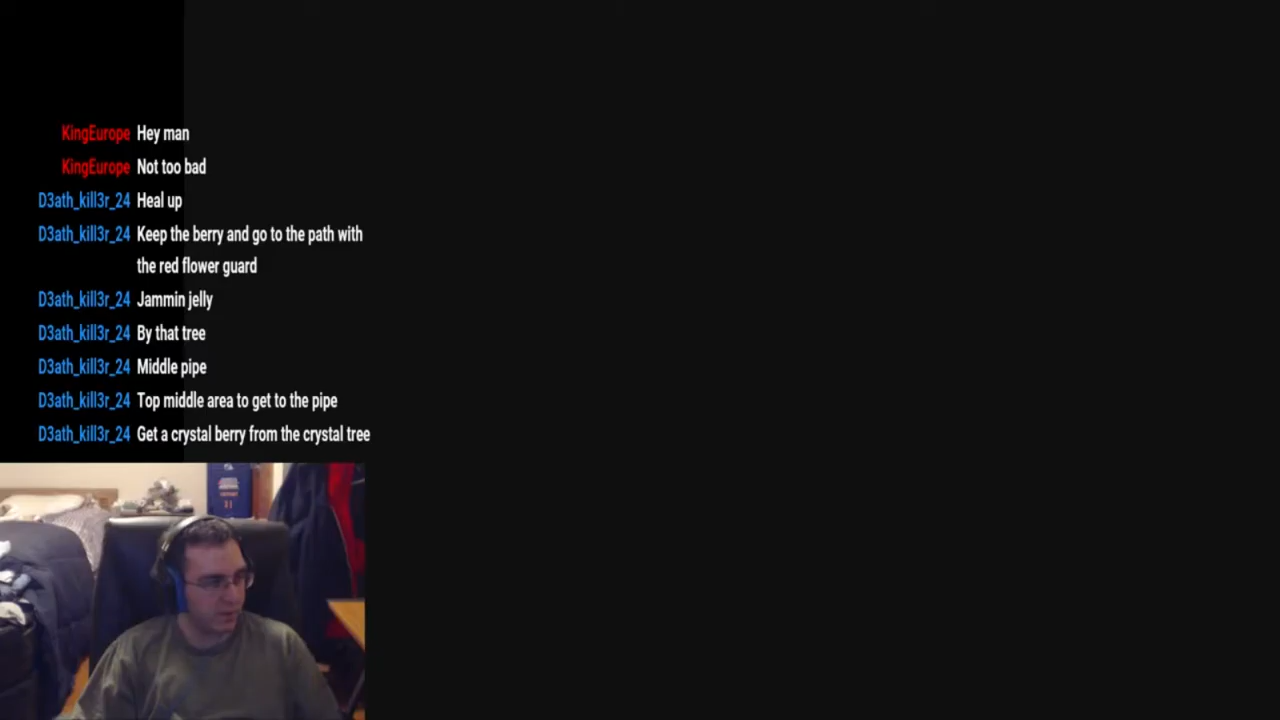 KingEurope Hey man
KingEurope Not too bad
D3ath_kill3r_24 Heal up
D3ath_kill3r_24 Keep the berry and go to the path with
the red flower guard
D3ath_kill3r_24 Jammin jelly
D3ath_kill3r_24 By that tree
D3ath_kill3r_24 Middle pipe
D3ath_kill3r_24 Top middle area to get to the pipe
D3ath_kill3r_24 Get a crystal berry from the crystal tree